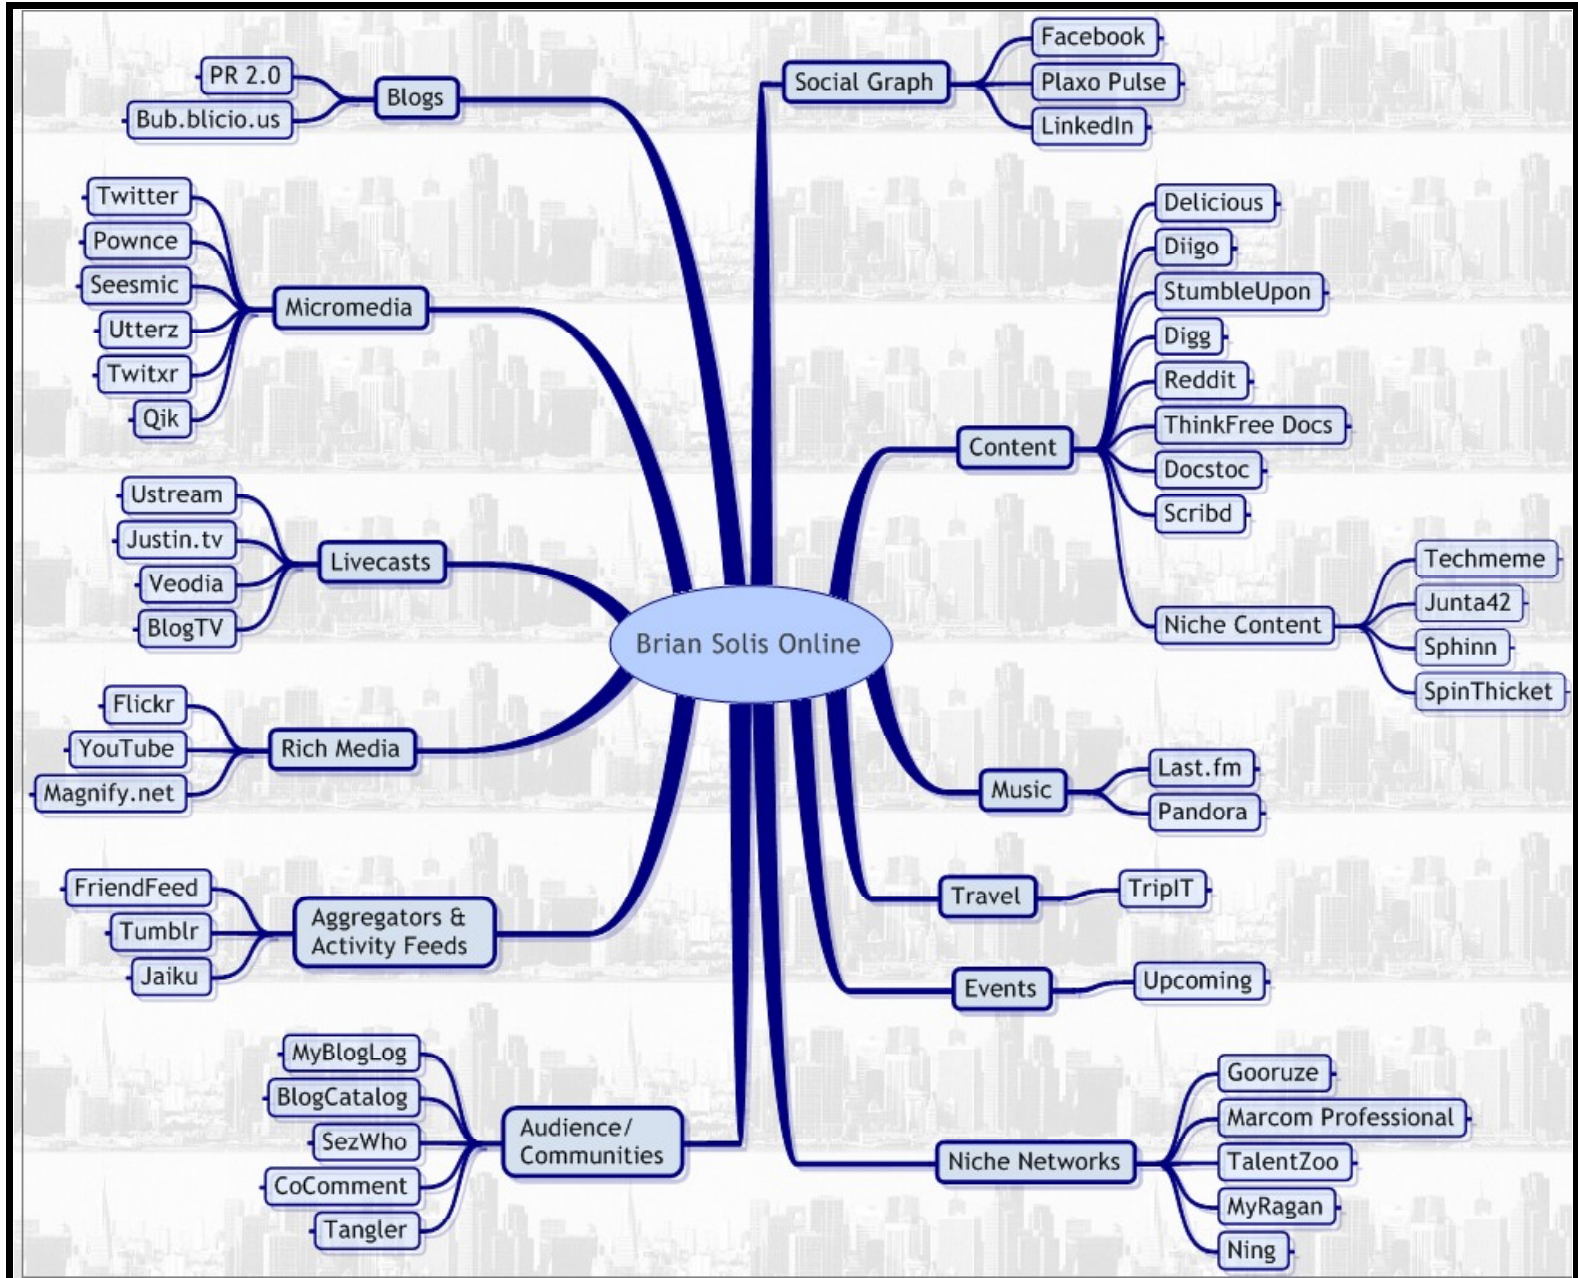 PR 2.0
Bub.blicio.us
Blogs
Twitter
Pownce
Seesmic
Utterz
Twitxr
Qik
Micromedia
Ustream
Justin.tv
Veodia
BlogTV
Livecasts
Flickr
YouTube
Magnify.net
Rich Media
FriendFeed
Tumblr
Jaiku
Aggregators &
Activity Feeds
MyBlogLog
BlogCatalog
SezWho
CoComment
Tangler
Audience/
Communities
Brian Solis Online
Social Graph
Facebook
Plaxo Pulse
LinkedIn
Content
Delicious
Diigo
StumbleUpon
Digg
Reddit
ThinkFree Docs
Docstoc
Scribd
Niche Content
Techmeme
Junta42
Sphinn
SpinThicket
Music
Last.fm
Pandora
Travel
TripIT
Events
Upcoming
Niche Networks
Gooruze
Marcom Professional
TalentZoo
MyRagan
Ning